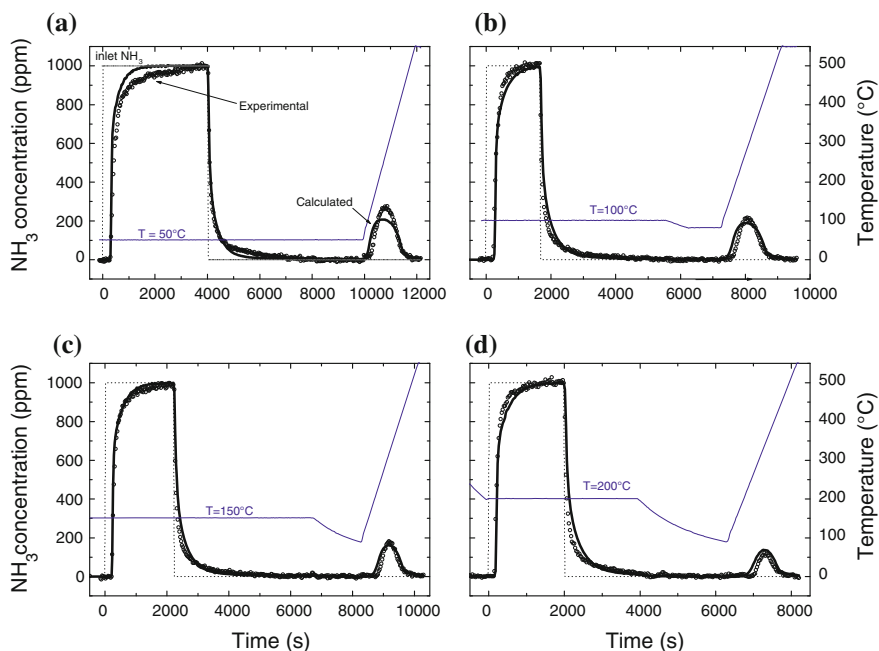 (a)
(b)
NH3 concentration (ppm)
1000
800
600
400
200
0
inlet NH3
Experimental
Calculated
T = 50°C
0 2000 4000 6000 8000 10000 12000
T=100°C
0 2000 4000 6000 8000 10000
500
400
300
200
100
0
Temperature (°C)
(c)
(d)
NH3 concentration (ppm)
1000
800
600
400
200
0
T=150°C
0 2000 4000 6000 8000 10000
Time (s)
T=200°C
0 2000 4000 6000 8000
Time (s)
500
400
300
200
100
0
Temperature (°C)